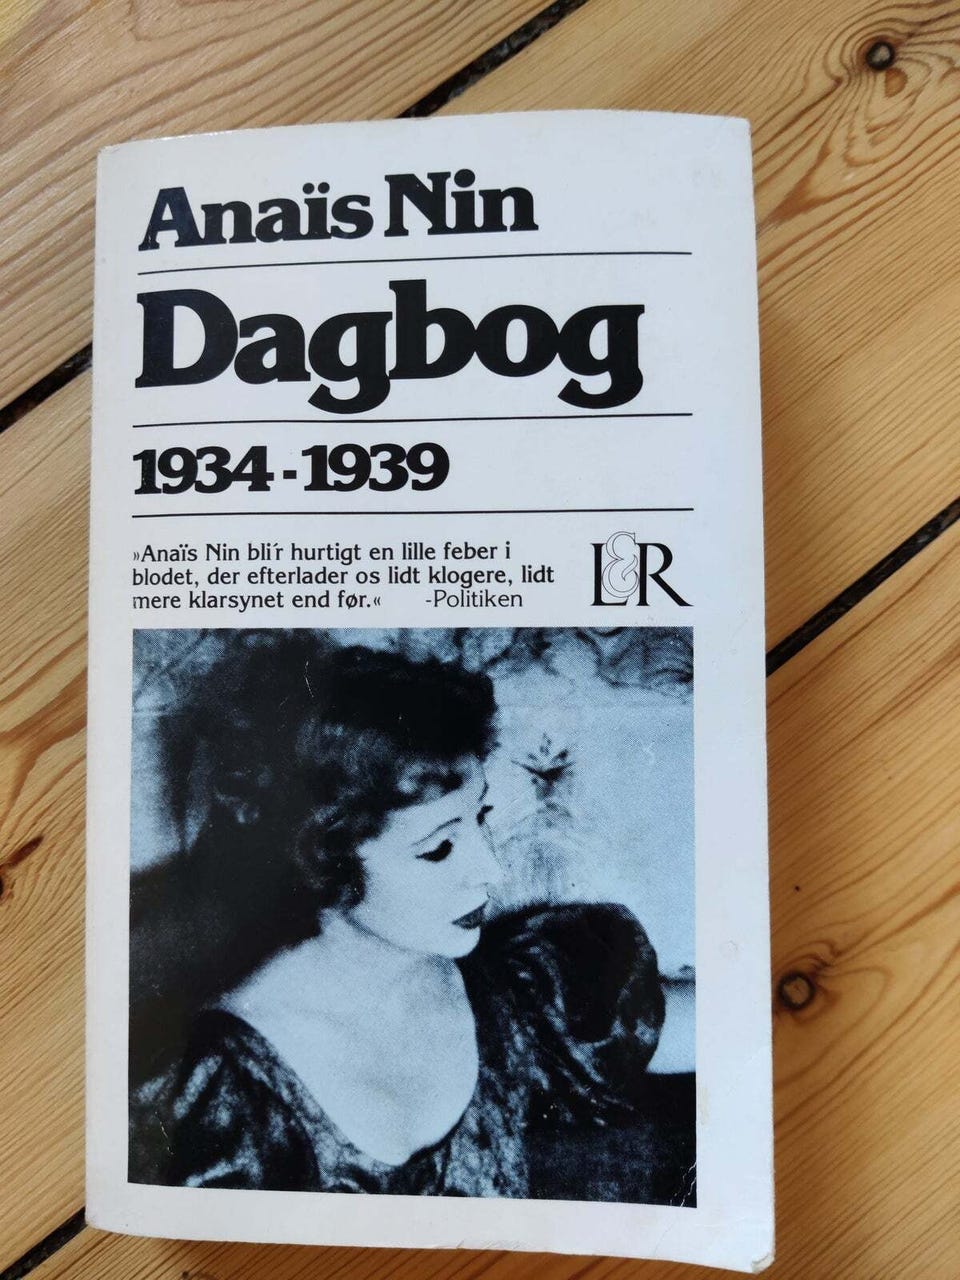 Anaïs Nin
Dagbog
1934-1939
»Anaïs Nin bli'r hurtigt en lille feber i
blodet, der efterlader os lidt klogere, lidt
mere klarsynet end før.« -Politiken
L&R